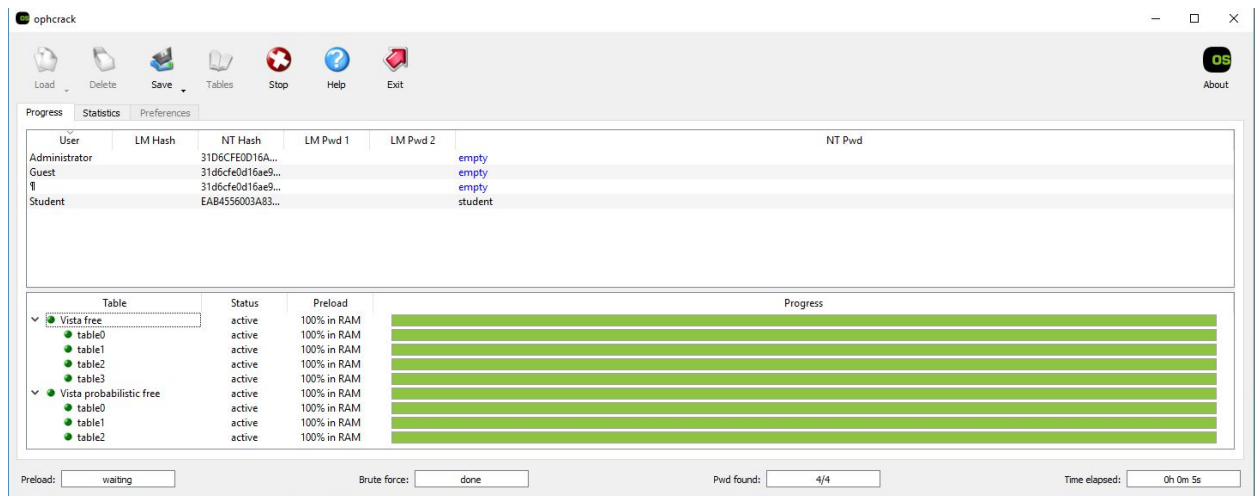 OS ophcrack
Load Delete Save Tables Stop Help Exit OS About
Progress Statistics Preferences
User LM Hash NT Hash LM Pwd 1 LM Pwd 2 NT Pwd
Administrator 31D6CFE0D16A... empty
Guest 31d6cfe0d16ae9... empty
¶ 31d6cfe0d16ae9... empty
Student EAB4556003A83... student
Table Status Preload Progress
Vista free active 100% in RAM
table0 active 100% in RAM
table1 active 100% in RAM
table2 active 100% in RAM
table3 active 100% in RAM
Vista probabilistic free active 100% in RAM
table0 active 100% in RAM
table1 active 100% in RAM
table2 active 100% in RAM
Preload: waiting Brute force: done Pwd found: 4/4 Time elapsed: 0h 0m 5s